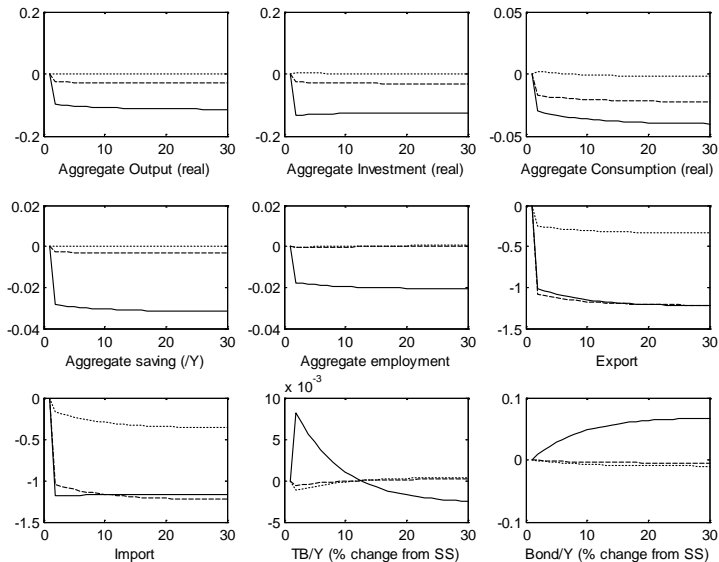 0.2
0
-0.2
0 10 20 30
Aggregate Output (real)
0.2
0
-0.2
0 10 20 30
Aggregate Investment (real)
0.05
0
-0.05
0 10 20 30
Aggregate Consumption (real)
0.02
0
-0.02
-0.04
0 10 20 30
Aggregate saving (/Y)
0.02
0
-0.02
-0.04
0 10 20 30
Aggregate employment
0
-0.5
-1
-1.5
0 10 20 30
Export
0
-0.5
-1
-1.5
0 10 20 30
Import
x 10^-3
10
5
0
-5
0 10 20 30
TB/Y (% change from SS)
0.1
0
-0.1
0 10 20 30
Bond/Y (% change from SS)